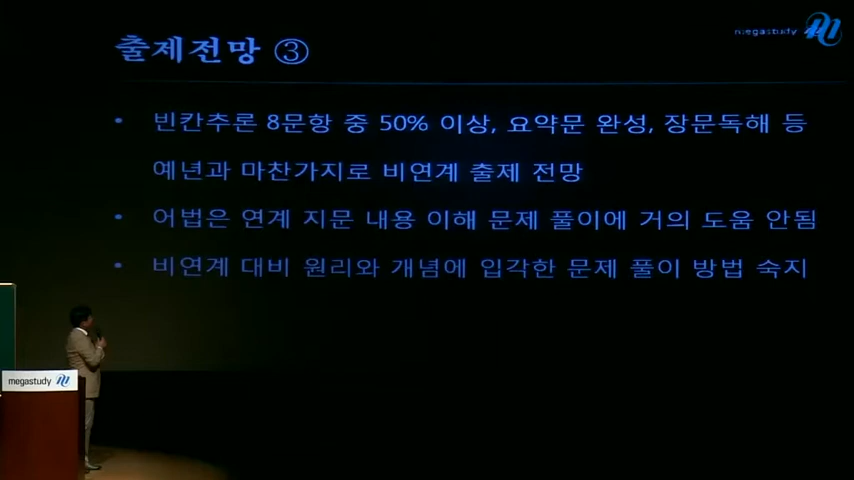 출제전망 ③
megastudy
• 빈칸추론 8문항 중 50% 이상, 요약문 완성, 장문독해 등
예년과 마찬가지로 비연계 출제 전망
• 어법은 연계 지문 내용 이해 문제 풀이에 거의 도움 안됨
• 비연계 대비 원리와 개념에 입각한 문제 풀이 방법 숙지
megastudy